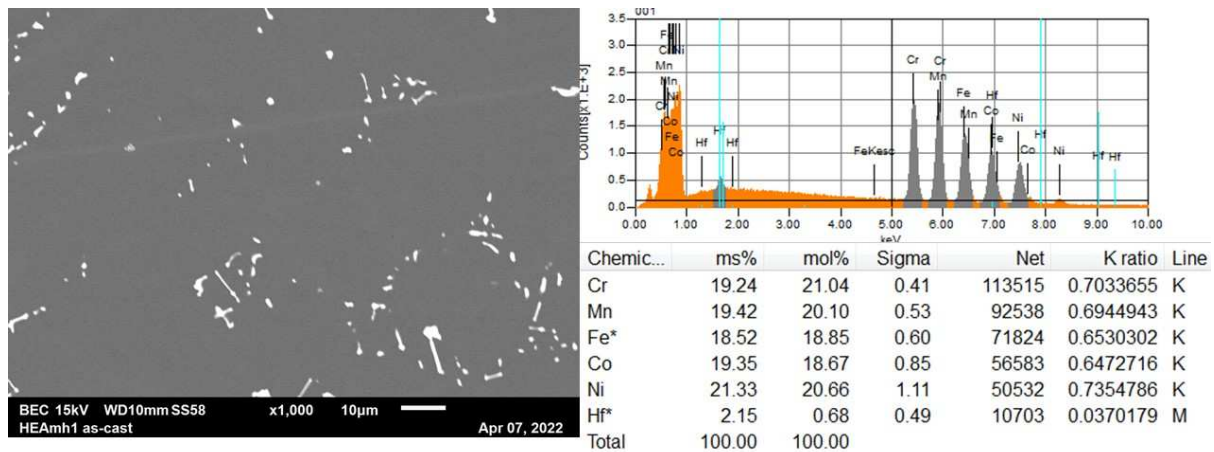 BEC 15kV WD10mm SS58 x1,000 10µm
HEAmh1 as-cast Apr 07, 2022
001
Counts[x1.E+3]
3.5
3.0
2.5
2.0
1.5
1.0
0.5
0.0
Mn
Mn
Co
Fe
Co
Hf
Hf
FeKesc
Cr
Cr
Mn
Fe
Mn
Hf
Co
Fe
Ni
Co
Hf
Ni
Hf
Hf
0.00 1.00 2.00 3.00 4.00 5.00 6.00 7.00 8.00 9.00 10.00
keV
Chemic... ms% mol% Sigma Net K ratio Line
Cr 19.24 21.04 0.41 113515 0.7033655 K
Mn 19.42 20.10 0.53 92538 0.6944943 K
Fe* 18.52 18.85 0.60 71824 0.6530302 K
Co 19.35 18.67 0.85 56583 0.6472716 K
Ni 21.33 20.66 1.11 50532 0.7354786 K
Hf* 2.15 0.68 0.49 10703 0.0370179 M
Total 100.00 100.00